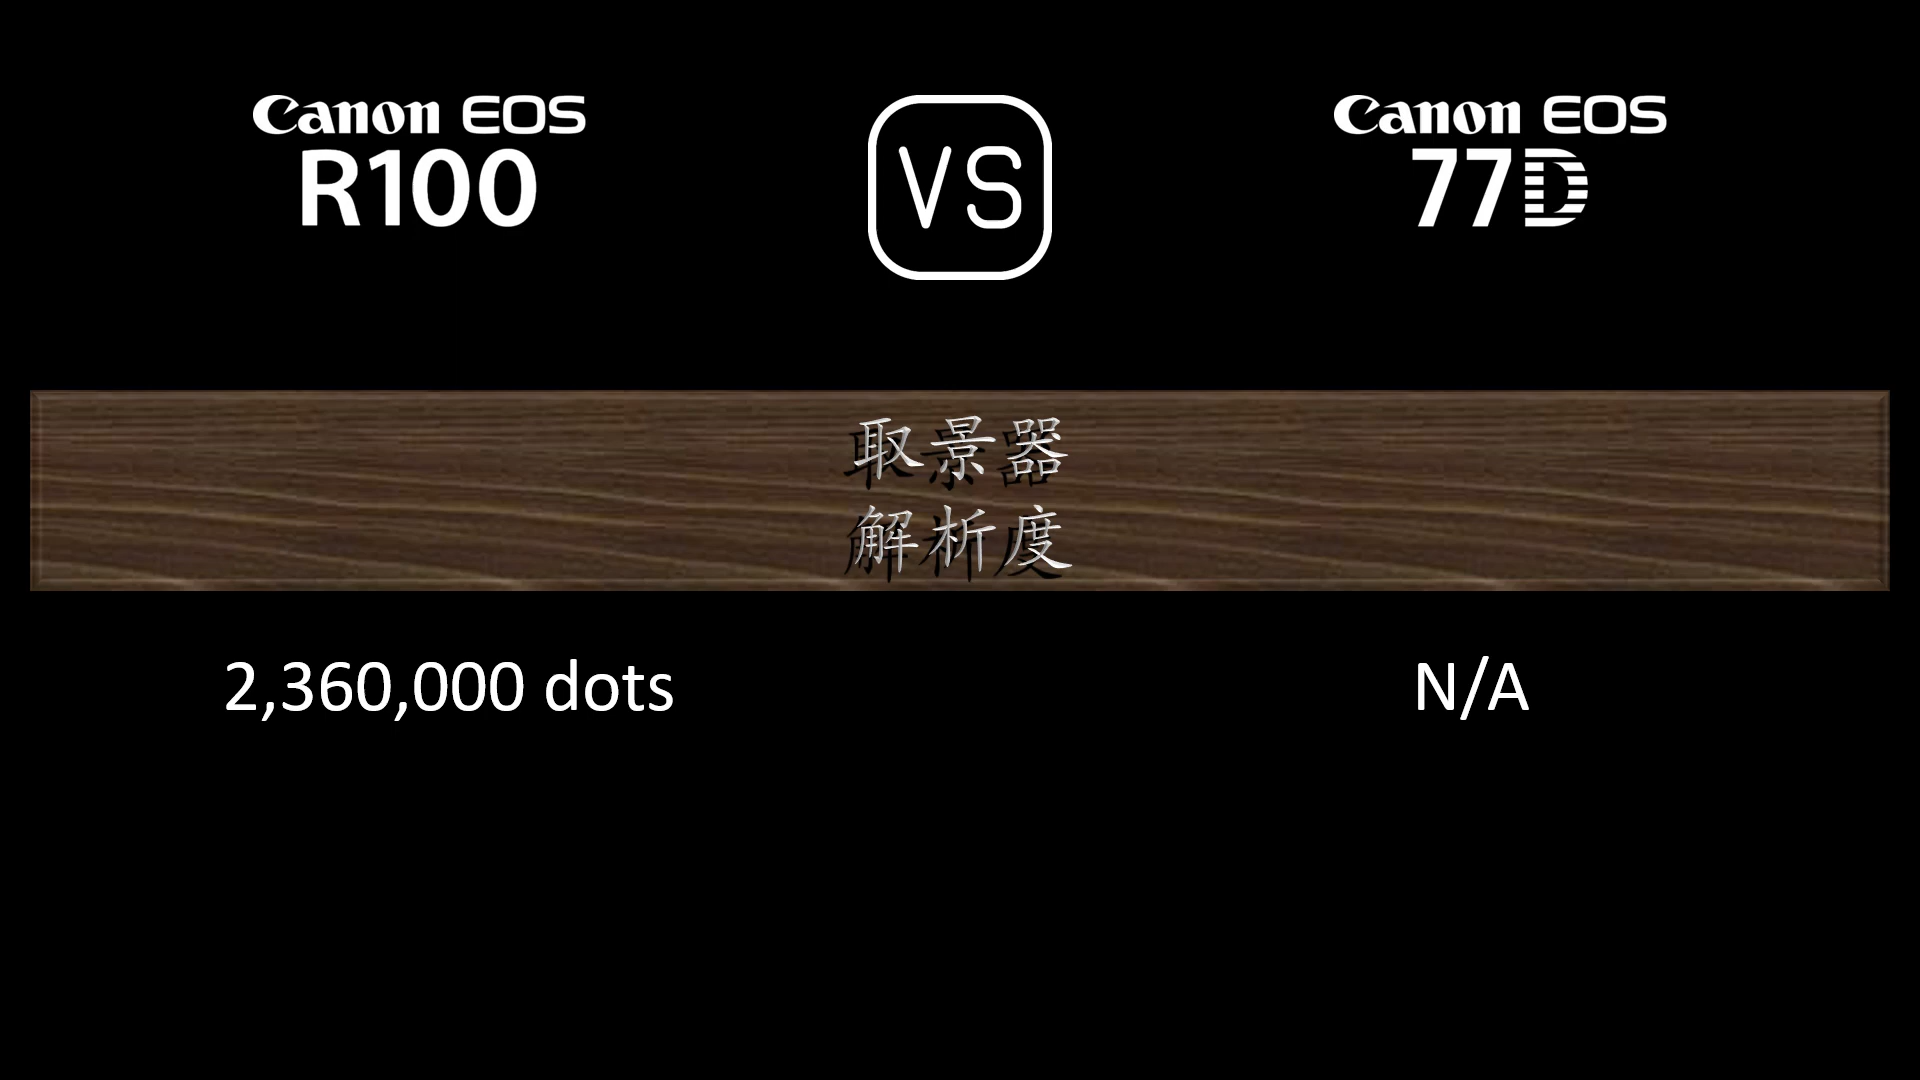 Canon EOS
R100
VS
Canon EOS
77D
取景器
解析度
2,360,000 dots
N/A